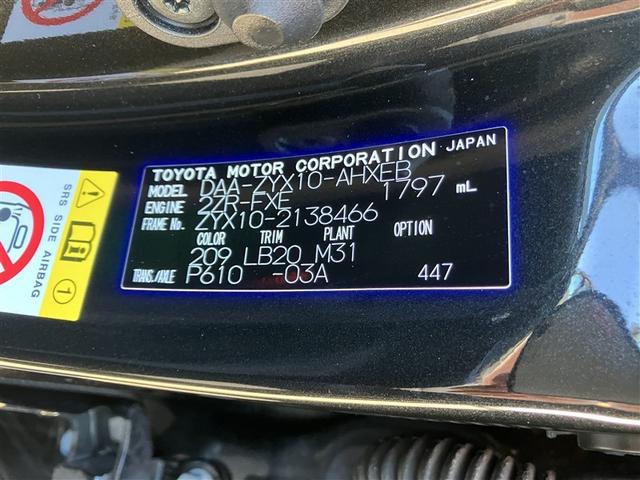 TOYOTA MOTOR CORPORATION JAPAN
MODEL DAA-ZYX10-AHXEB
ENGINE 2ZR-FXE 1797 mL
FRAME No. ZYX10-2138466
COLOR TRIM PLANT OPTION
209 LB20 M31
TRANS./AXLE P610 -03A 447
SRS SIDE AIRBAG
1